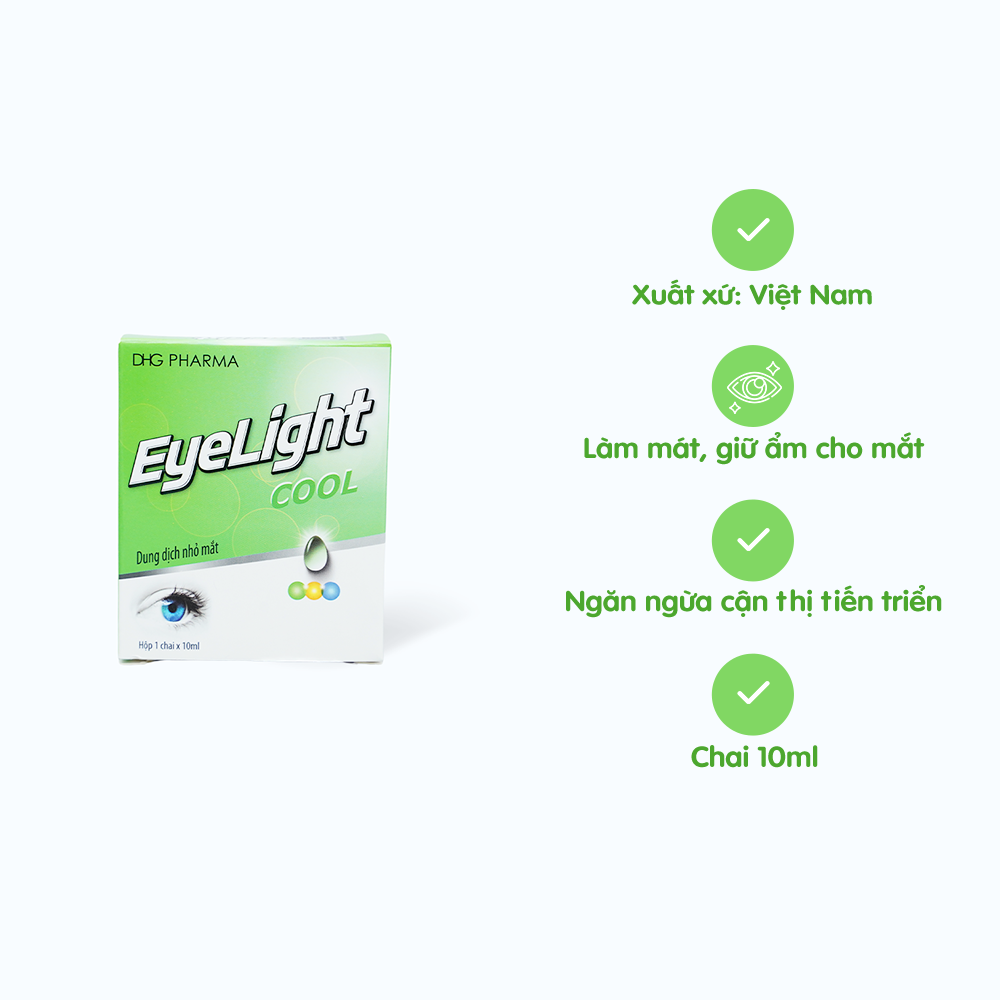 DHG PHARMA
EyeLight
COOL
Dung dịch nhỏ mắt
Hộp 1 chai x 10ml
Xuất xứ: Việt Nam
Làm mát, giữ ẩm cho mắt
Ngăn ngừa cận thị tiến triển
Chai 10ml